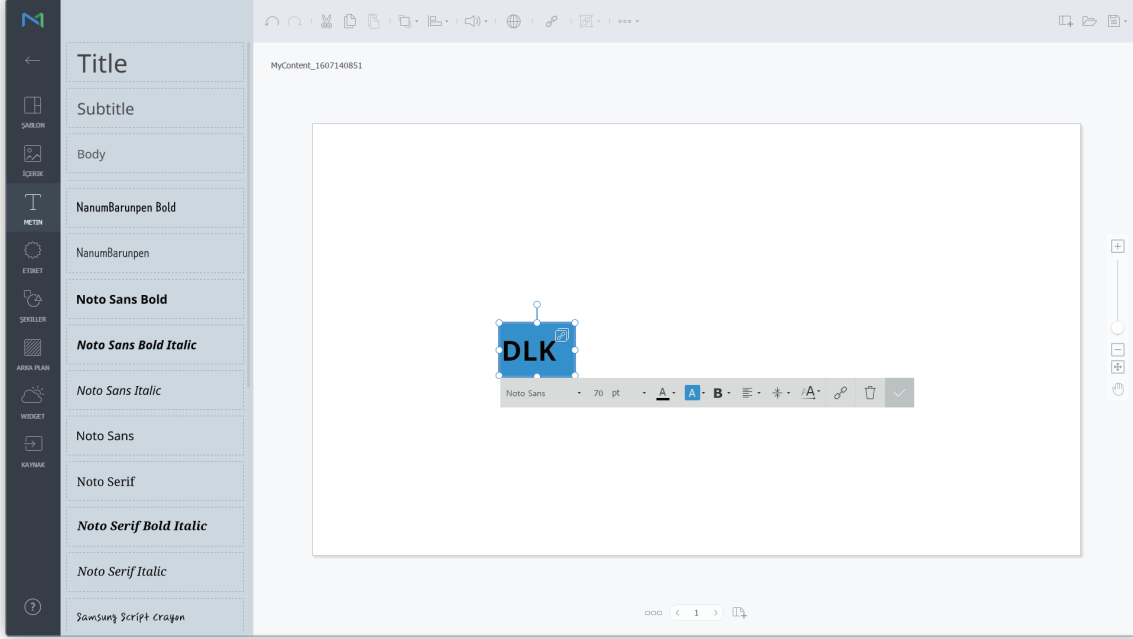 MyContent_1607140851
ŞABLON
İÇERİK
METIN
ETİKET
ŞEKİLLER
ARKA PLAN
WIDGET
KAYNAK
?
Title
Subtitle
Body
NanumBarunpen Bold
NanumBarunpen
Noto Sans Bold
Noto Sans Bold Italic
Noto Sans Italic
Noto Sans
Noto Serif
Noto Serif Bold Italic
Noto Serif Italic
Samsung Script Crayon
DLK
Noto Sans 70 pt A A B A
1